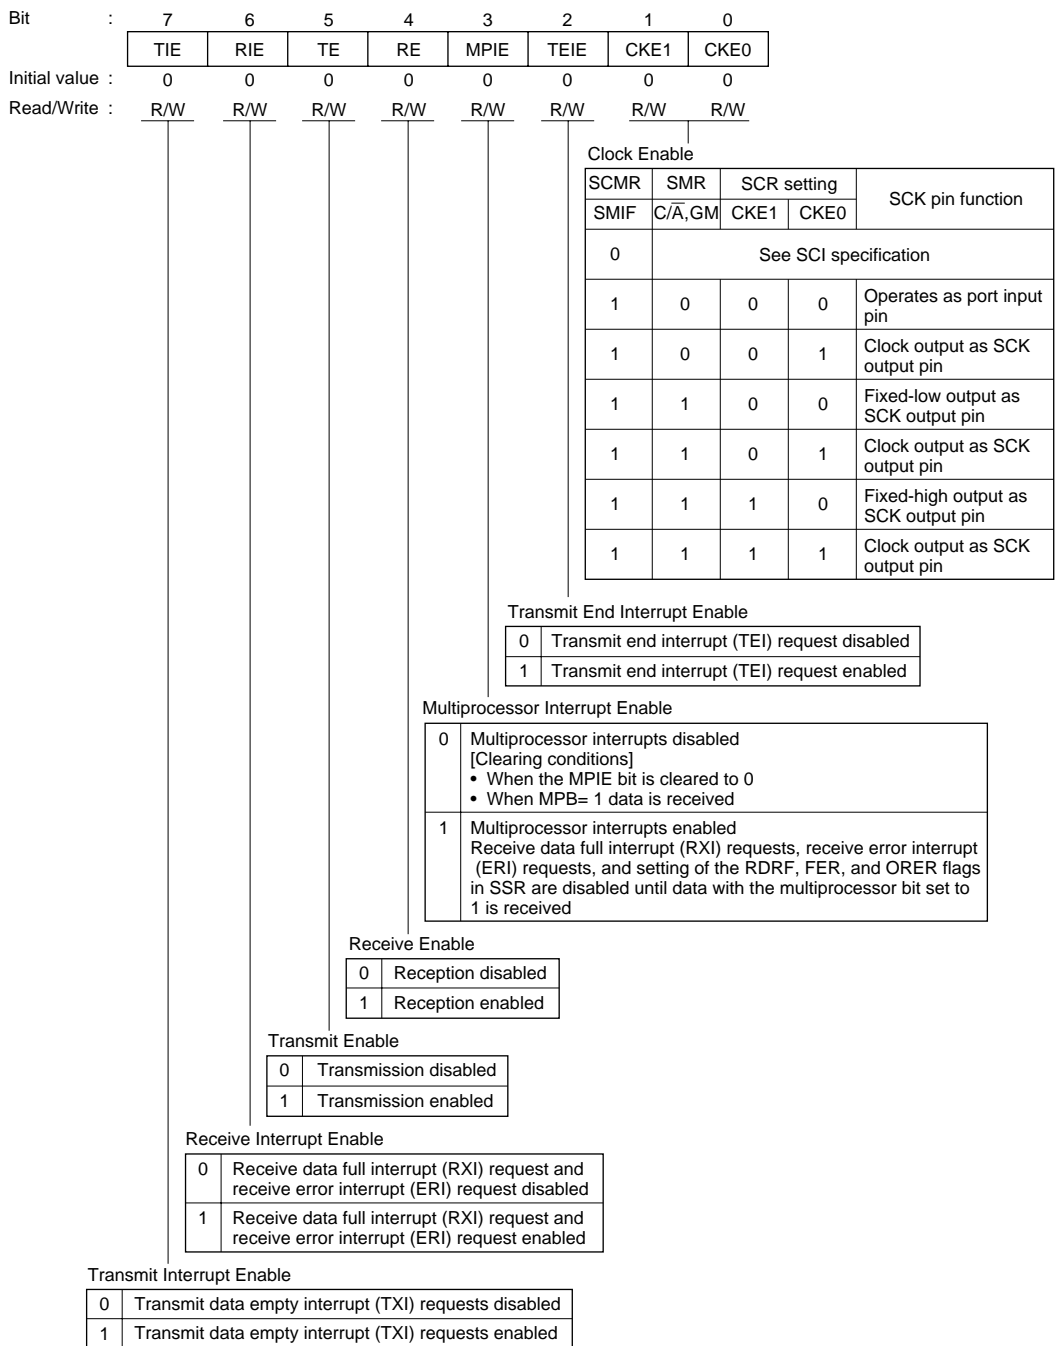 Bit : 7 6 5 4 3 2 1 0
TIE RIE TE RE MPIE TEIE CKE1 CKE0
Initial value : 0 0 0 0 0 0 0 0
Read/Write : R/W R/W R/W R/W R/W R/W R/W R/W
Clock Enable
SCMR SMR SCR setting SCK pin function
SMIF C/A̅,GM CKE1 CKE0
0 See SCI specification
1 0 0 0 Operates as port input
pin
1 0 0 1 Clock output as SCK
output pin
1 1 0 0 Fixed-low output as
SCK output pin
1 1 0 1 Clock output as SCK
output pin
1 1 1 0 Fixed-high output as
SCK output pin
1 1 1 1 Clock output as SCK
output pin
Transmit End Interrupt Enable
0 Transmit end interrupt (TEI) request disabled
1 Transmit end interrupt (TEI) request enabled
Multiprocessor Interrupt Enable
0 Multiprocessor interrupts disabled
[Clearing conditions]
• When the MPIE bit is cleared to 0
• When MPB= 1 data is received
1 Multiprocessor interrupts enabled
Receive data full interrupt (RXI) requests, receive error interrupt
(ERI) requests, and setting of the RDRF, FER, and ORER flags
in SSR are disabled until data with the multiprocessor bit set to
1 is received
Receive Enable
0 Reception disabled
1 Reception enabled
Transmit Enable
0 Transmission disabled
1 Transmission enabled
Receive Interrupt Enable
0 Receive data full interrupt (RXI) request and
receive error interrupt (ERI) request disabled
1 Receive data full interrupt (RXI) request and
receive error interrupt (ERI) request enabled
Transmit Interrupt Enable
0 Transmit data empty interrupt (TXI) requests disabled
1 Transmit data empty interrupt (TXI) requests enabled